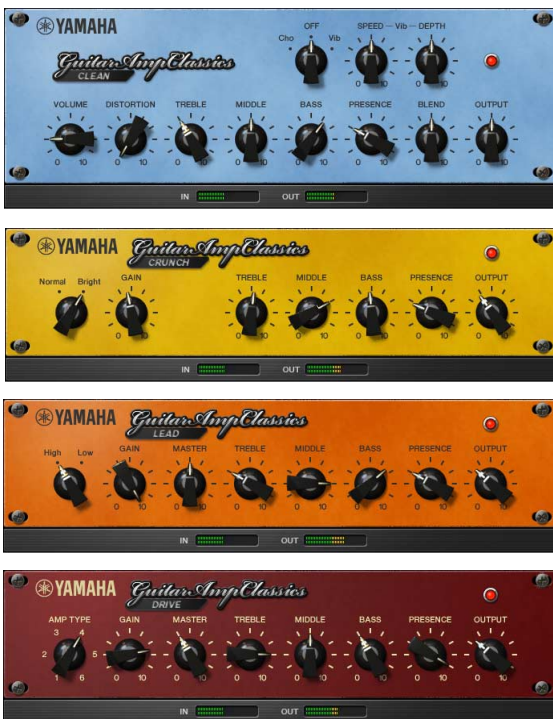 YAMAHA
Guitar Amp Classics
CLEAN
OFF
Cho Vib
SPEED — Vib — DEPTH
0 10 0 10
VOLUME DISTORTION TREBLE MIDDLE BASS PRESENCE BLEND OUTPUT
0 10 0 10 0 10 0 10 0 10 0 10 0 10 0 10
IN OUT
YAMAHA Guitar Amp Classics
CRUNCH
Normal Bright GAIN TREBLE MIDDLE BASS PRESENCE OUTPUT
0 10 0 10 0 10 0 10 0 10 0 10
IN OUT
YAMAHA Guitar Amp Classics
LEAD
High Low GAIN MASTER TREBLE MIDDLE BASS PRESENCE OUTPUT
0 10 0 10 0 10 0 10 0 10 0 10 0 10
IN OUT
YAMAHA Guitar Amp Classics
DRIVE
AMP TYPE GAIN MASTER TREBLE MIDDLE BASS PRESENCE OUTPUT
3 4
2 5
6 0 10 0 10 0 10 0 10 0 10 0 10 0 10
IN OUT